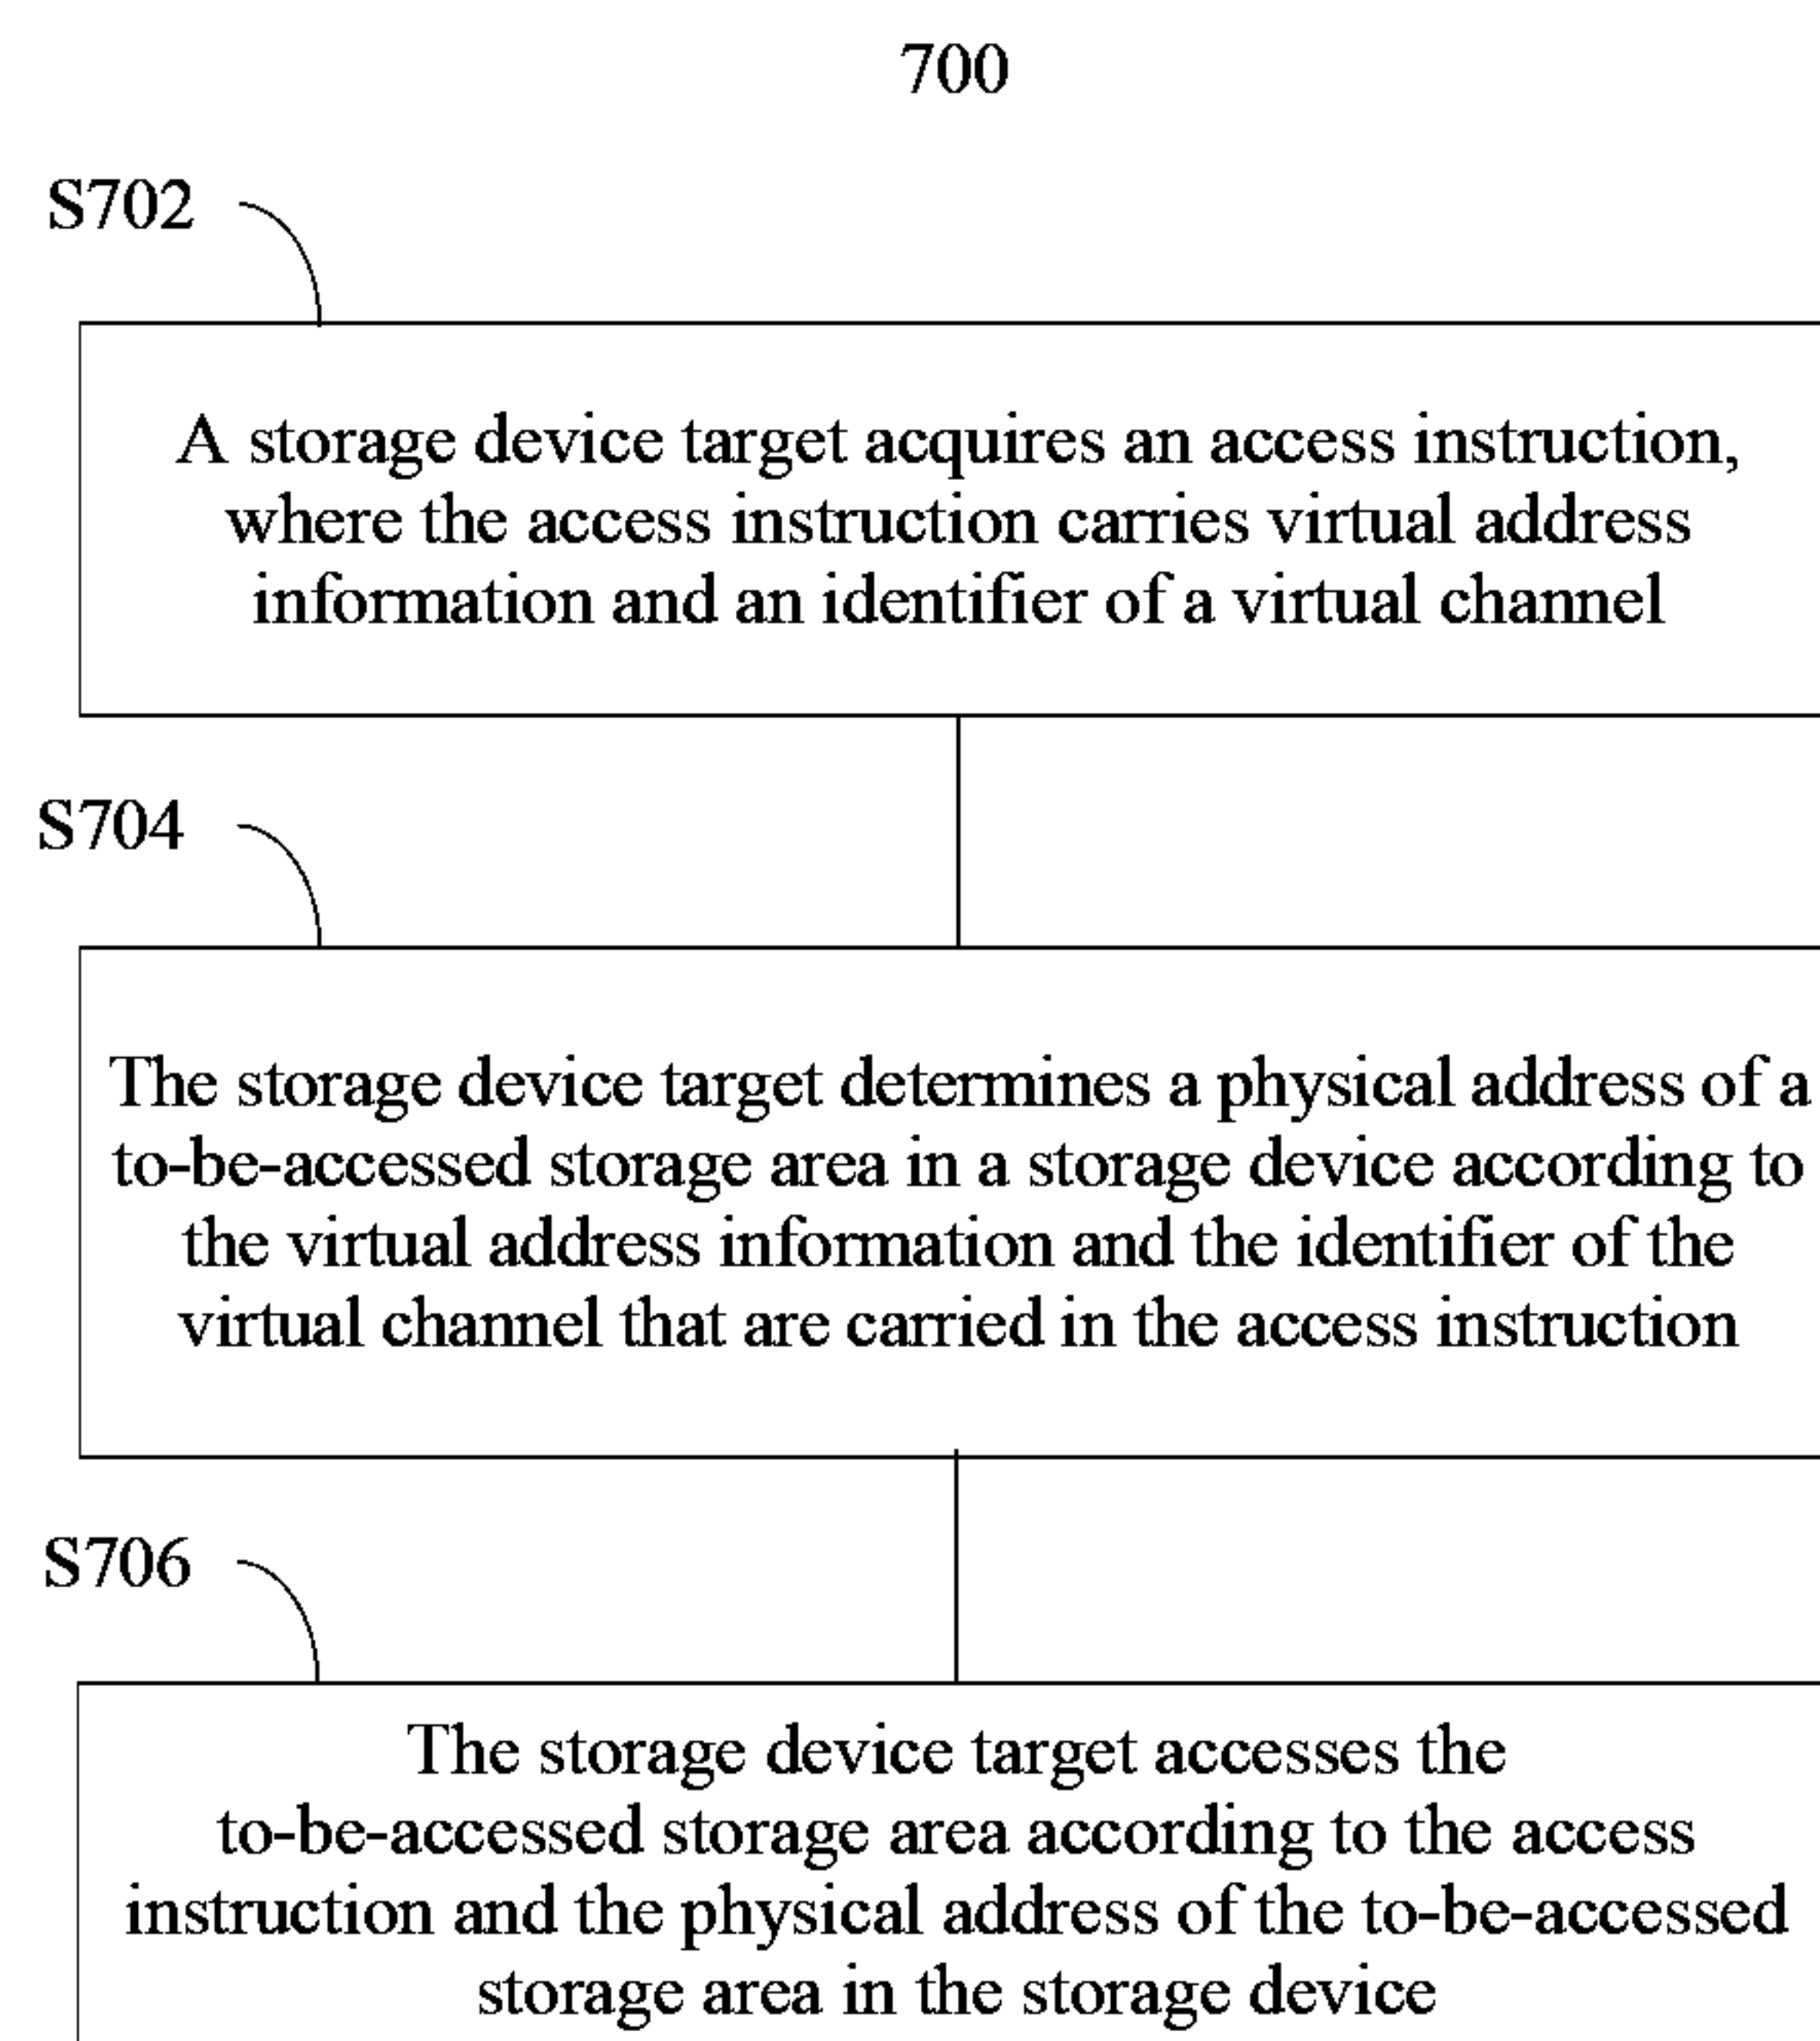 700
S702
A storage device target acquires an access instruction,
where the access instruction carries virtual address
information and an identifier of a virtual channel
S704
The storage device target determines a physical address of a
to-be-accessed storage area in a storage device according to
the virtual address information and the identifier of the
virtual channel that are carried in the access instruction
S706
The storage device target accesses the
to-be-accessed storage area according to the access
instruction and the physical address of the to-be-accessed
storage area in the storage device